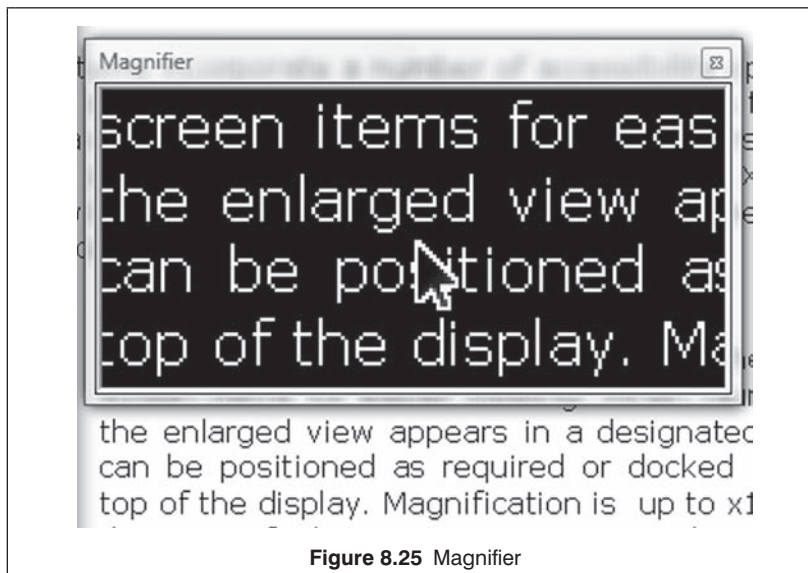 Magnifier
screen items for eas
the enlarged view ap
can be positioned as
top of the display. Ma
the enlarged view appears in a designated
can be positioned as required or docked
top of the display. Magnification is up to x1
Figure 8.25 Magnifier